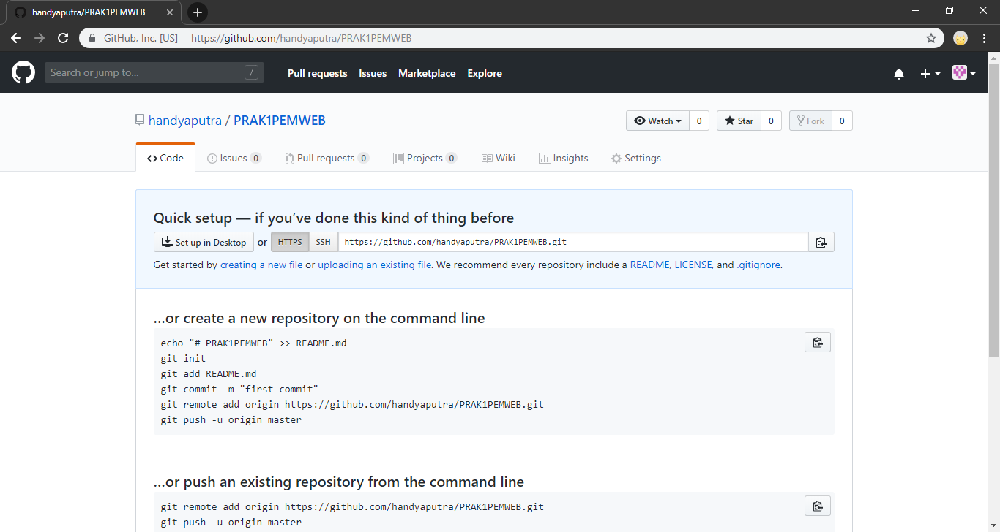 handyaputra/PRAK1PEMWEB
GitHub, Inc. [US] | https://github.com/handyaputra/PRAK1PEMWEB
Search or jump to... / Pull requests Issues Marketplace Explore
handyaputra / PRAK1PEMWEB Watch 0 Star 0 Fork 0
Code Issues 0 Pull requests 0 Projects 0 Wiki Insights Settings
Quick setup — if you’ve done this kind of thing before
Set up in Desktop or HTTPS SSH https://github.com/handyaputra/PRAK1PEMWEB.git
Get started by creating a new file or uploading an existing file. We recommend every repository include a README, LICENSE, and .gitignore.
…or create a new repository on the command line
echo "# PRAK1PEMWEB" >> README.md
git init
git add README.md
git commit -m "first commit"
git remote add origin https://github.com/handyaputra/PRAK1PEMWEB.git
git push -u origin master
…or push an existing repository from the command line
git remote add origin https://github.com/handyaputra/PRAK1PEMWEB.git
git push -u origin master